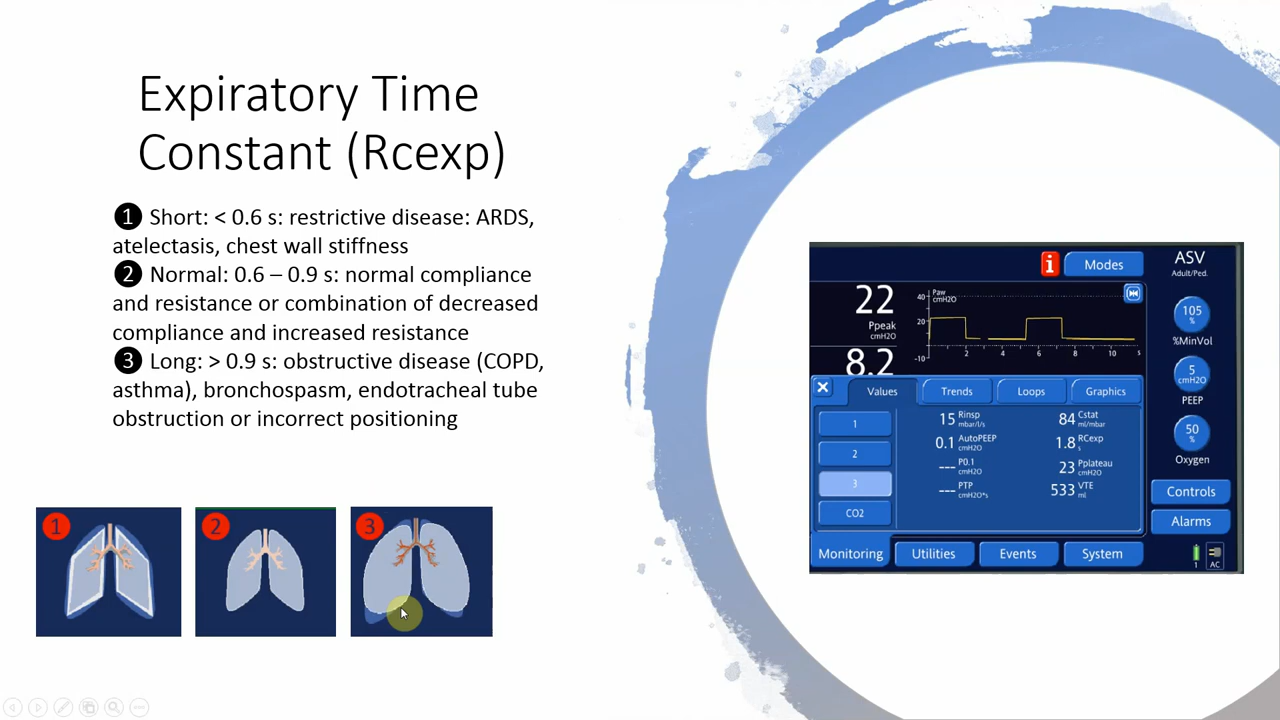 Expiratory Time
Constant (Rcexp)
❶ Short: < 0.6 s: restrictive disease: ARDS,
atelectasis, chest wall stiffness
❷ Normal: 0.6 – 0.9 s: normal compliance
and resistance or combination of decreased
compliance and increased resistance
❸ Long: > 0.9 s: obstructive disease (COPD,
asthma), bronchospasm, endotracheal tube
obstruction or incorrect positioning
1
2
3
i
Modes
ASV
Adult/Ped.
22
Ppeak
cmH2O
8.2
Paw
cmH2O
40
20
-10
2 4 6 8 10 s
105
%
%MinVol
5
cmH2O
PEEP
50
%
Oxygen
X
Values
Trends
Loops
Graphics
1
2
3
CO2
15 Rinsp
mbar/l/s
0.1 AutoPEEP
cmH2O
--- P0.1
cmH2O
--- PTP
cmH2O*s
84 Cstat
ml/mbar
1.8 RCexp
s
23 Pplateau
cmH2O
533 VTE
ml
Controls
Alarms
Monitoring
Utilities
Events
System
1
AC